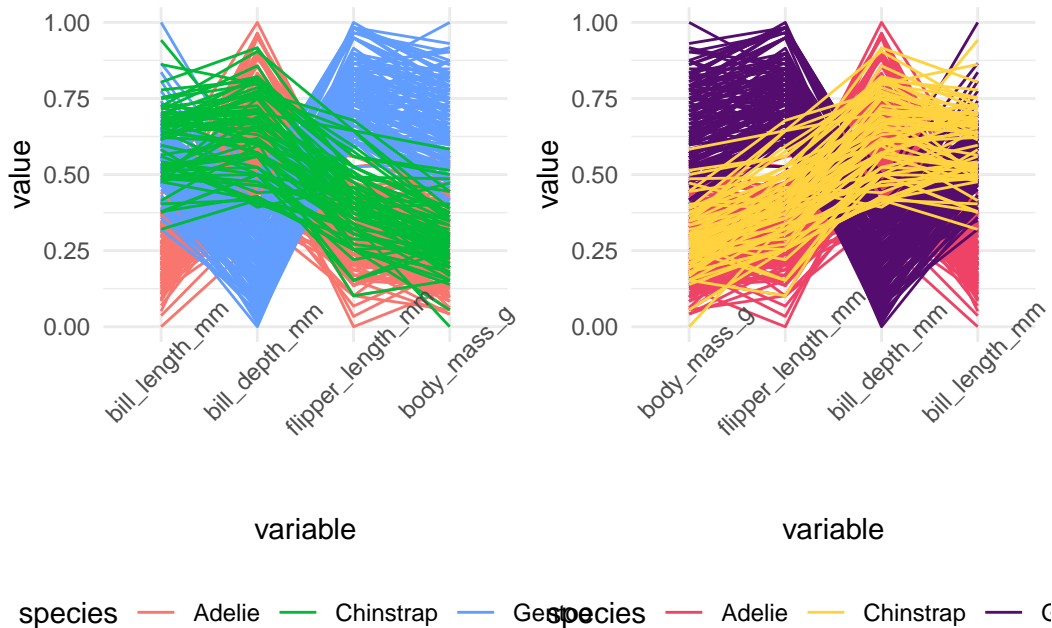 1.00
0.75
0.50
0.25
0.00
value
bill_length_mm
bill_depth_mm
flipper_length_mm
body_mass_g
variable
species Adelie Chinstrap Gentoo
1.00
0.75
0.50
0.25
0.00
value
body_mass_g
flipper_length_mm
bill_depth_mm
bill_length_mm
variable
species Adelie Chinstrap G